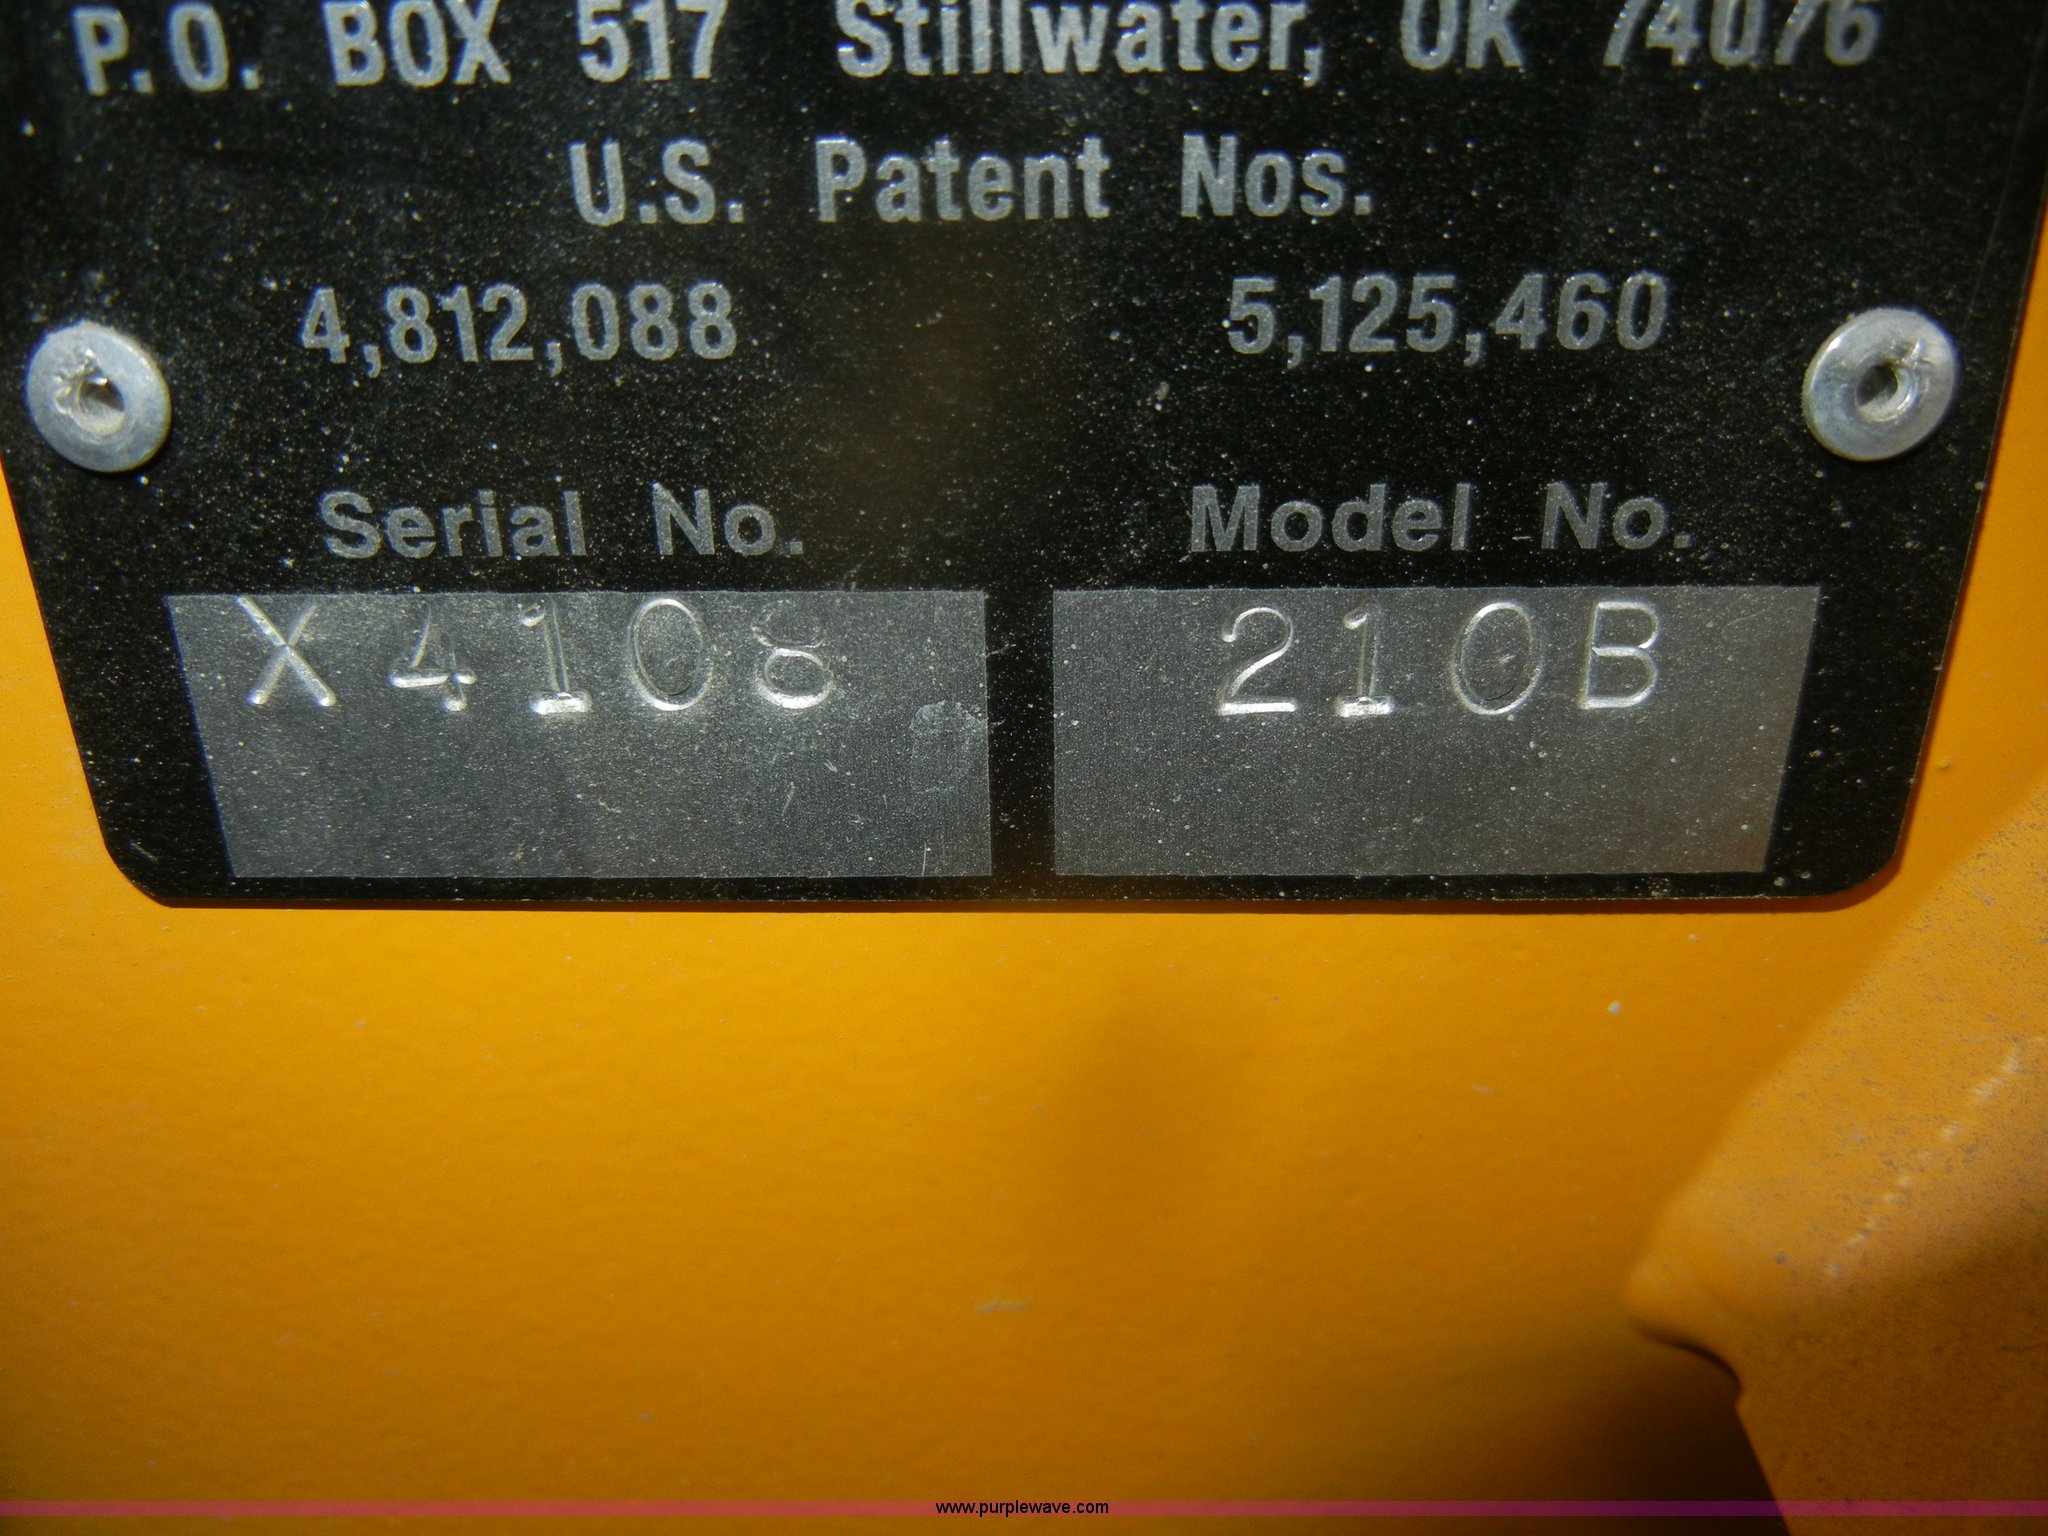 P.O. BOX 517 Stillwater, OK 74076
U.S. Patent Nos.
4,812,088 5,125,460
Serial No. Model No.
X4108 210B
www.purplewave.com